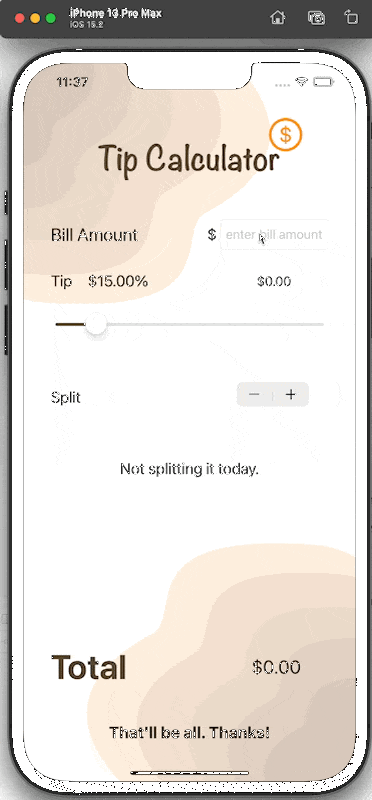 iPhone 13 Pro Max
iOS 15.2
11:37
$
Tip Calculator
Bill Amount $ enter bill amount
Tip $15.00% $0.00
Split − +
Not splitting it today.
Total $0.00
That'll be all. Thanks!